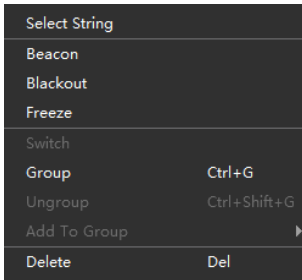 Select String
Beacon
Blackout
Freeze
Switch
Group Ctrl+G
Ungroup Ctrl+Shift+G
Add To Group
Delete Del